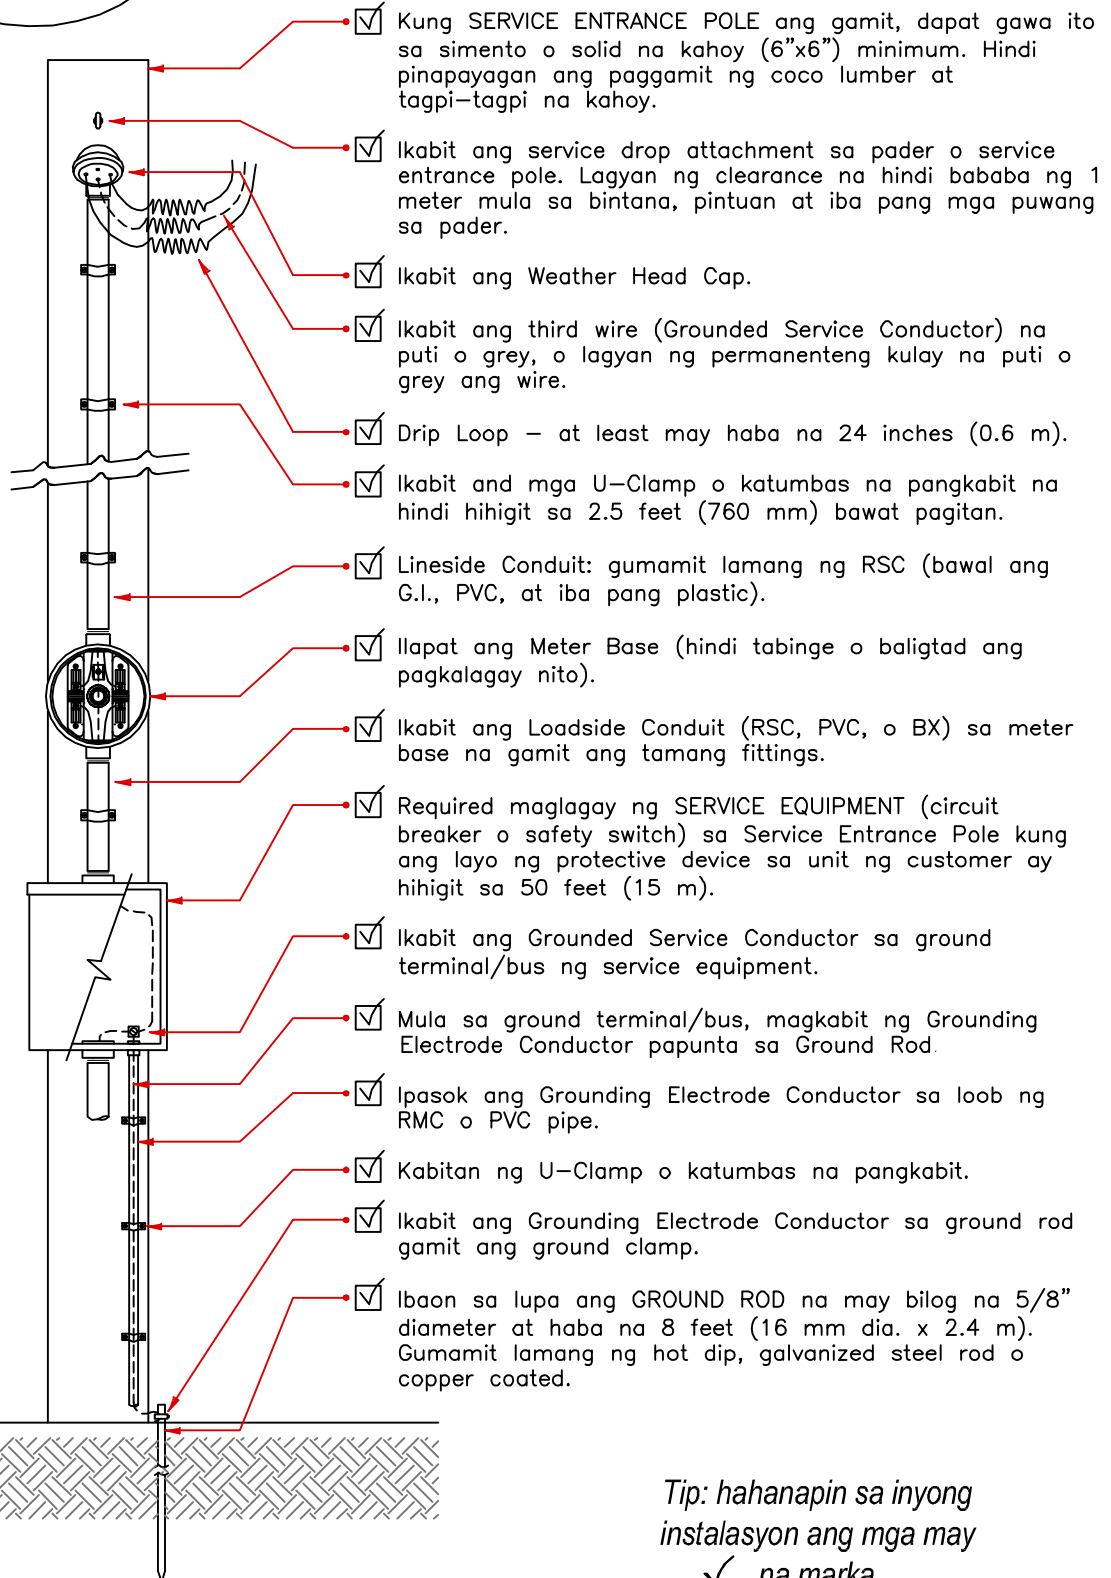 Kung SERVICE ENTRANCE POLE ang gamit, dapat gawa ito
sa simento o solid na kahoy (6”x6”) minimum. Hindi
pinapayagan ang paggamit ng coco lumber at
tagpi-tagpi na kahoy.
Ikabit ang service drop attachment sa pader o service
entrance pole. Lagyan ng clearance na hindi bababa ng 1
meter mula sa bintana, pintuan at iba pang mga puwang
sa pader.
Ikabit ang Weather Head Cap.
Ikabit ang third wire (Grounded Service Conductor) na
puti o grey, o lagyan ng permanenteng kulay na puti o
grey ang wire.
Drip Loop – at least may haba na 24 inches (0.6 m).
Ikabit and mga U-Clamp o katumbas na pangkabit na
hindi hihigit sa 2.5 feet (760 mm) bawat pagitan.
Lineside Conduit: gumamit lamang ng RSC (bawal ang
G.I., PVC, at iba pang plastic).
Ilapat ang Meter Base (hindi tabinge o baligtad ang
pagkalagay nito).
Ikabit ang Loadside Conduit (RSC, PVC, o BX) sa meter
base na gamit ang tamang fittings.
Required maglagay ng SERVICE EQUIPMENT (circuit
breaker o safety switch) sa Service Entrance Pole kung
ang layo ng protective device sa unit ng customer ay
hihigit sa 50 feet (15 m).
Ikabit ang Grounded Service Conductor sa ground
terminal/bus ng service equipment.
Mula sa ground terminal/bus, magkabit ng Grounding
Electrode Conductor papunta sa Ground Rod.
Ipasok ang Grounding Electrode Conductor sa loob ng
RMC o PVC pipe.
Kabitan ng U-Clamp o katumbas na pangkabit.
Ikabit ang Grounding Electrode Conductor sa ground rod
gamit ang ground clamp.
Ibaon sa lupa ang GROUND ROD na may bilog na 5/8”
diameter at haba na 8 feet (16 mm dia. x 2.4 m).
Gumamit lamang ng hot dip, galvanized steel rod o
copper coated.
Tip: hahanapin sa inyong
instalasyon ang mga may
✓ na marka